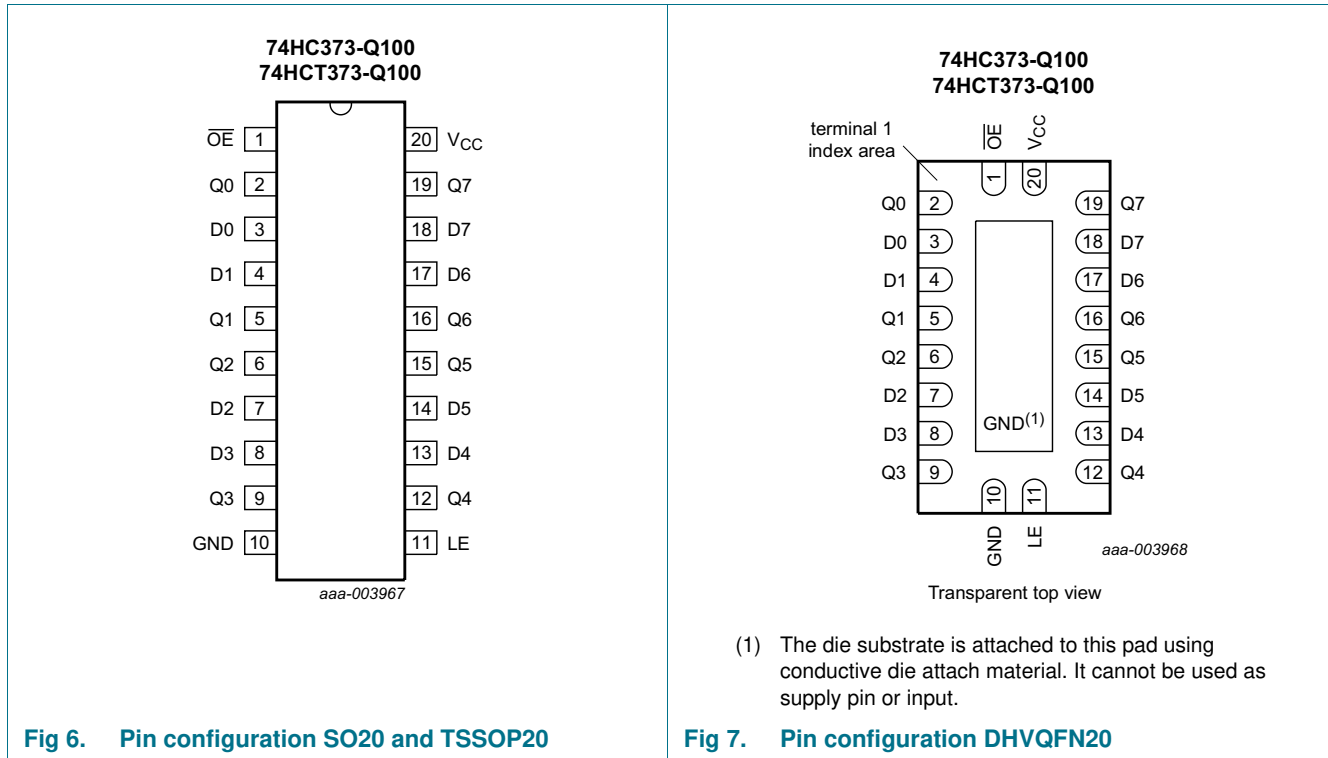 74HC373-Q100
74HCT373-Q100
OE 1 20 VCC
Q0 2 19 Q7
D0 3 18 D7
D1 4 17 D6
Q1 5 16 Q6
Q2 6 15 Q5
D2 7 14 D5
D3 8 13 D4
Q3 9 12 Q4
GND 10 11 LE
aaa-003967
Fig 6. Pin configuration SO20 and TSSOP20
74HC373-Q100
74HCT373-Q100
terminal 1
index area
OE VCC
1 20
Q0 2 19 Q7
D0 3 18 D7
D1 4 17 D6
Q1 5 16 Q6
Q2 6 15 Q5
D2 7 14 D5
D3 8 GND(1) 13 D4
Q3 9 12 Q4
10 11
GND LE
aaa-003968
Transparent top view
(1) The die substrate is attached to this pad using
conductive die attach material. It cannot be used as
supply pin or input.
Fig 7. Pin configuration DHVQFN20